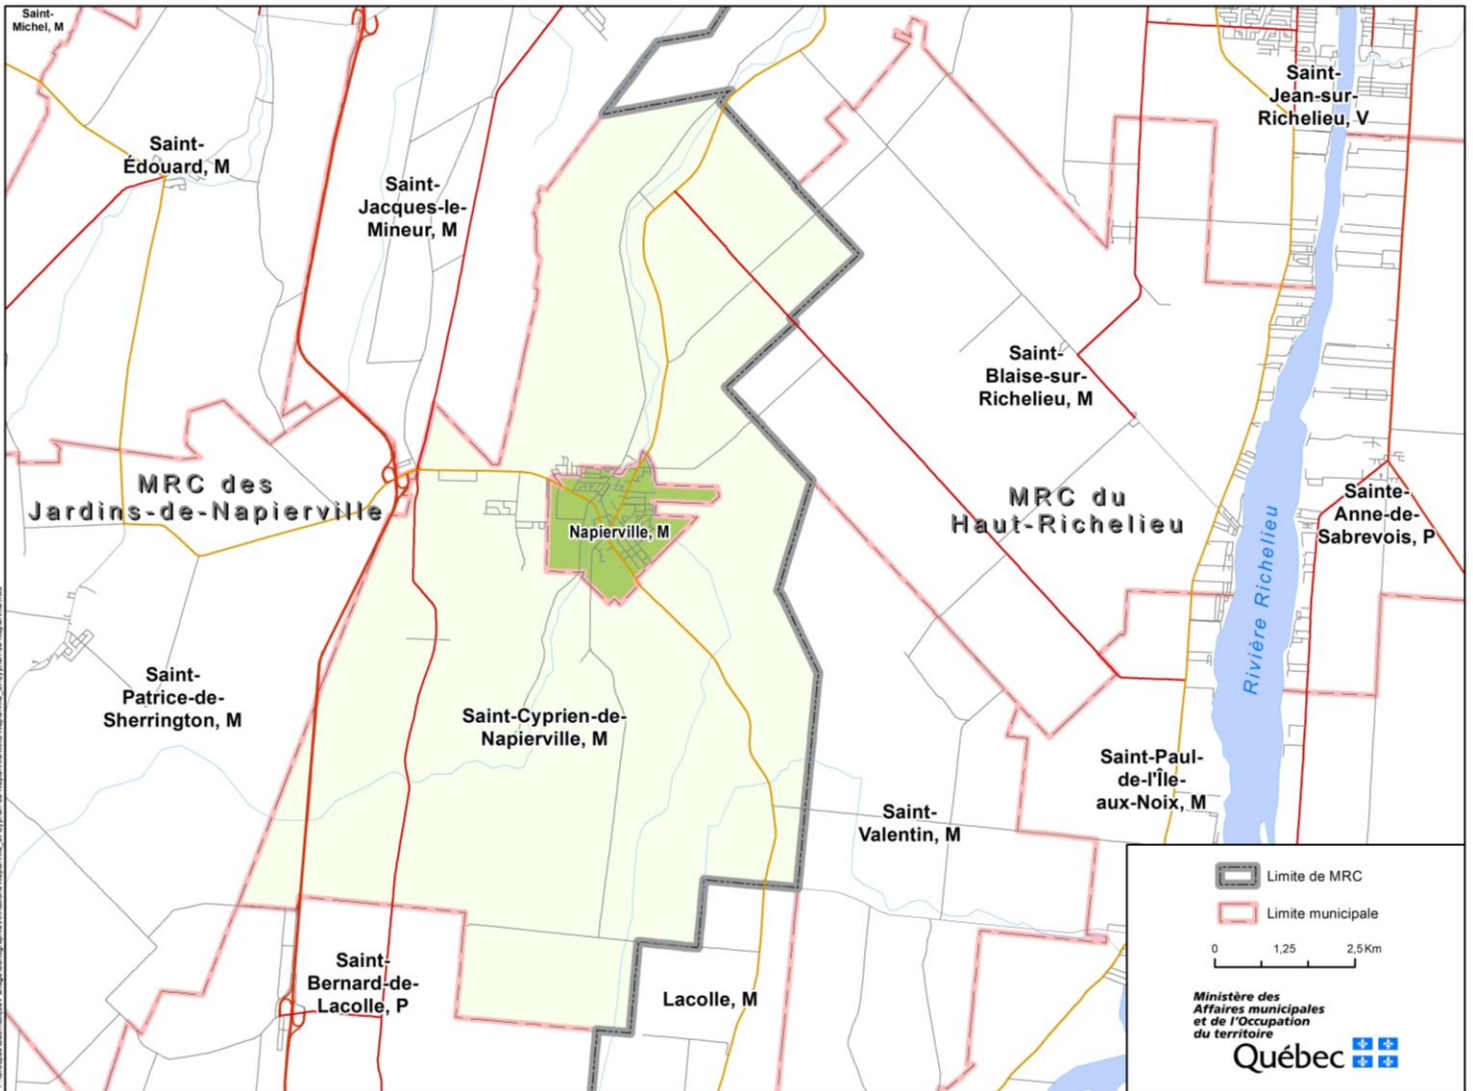 Saint-
Michel, M
Saint-
Édouard, M
Saint-
Jacques-le-
Mineur, M
Saint-
Jean-sur-
Richelieu, V
Saint-
Blaise-sur-
Richelieu, M
MRC des
Jardins-de-Napierville
Napierville, M
MRC du
Haut-Richelieu
Sainte-
Anne-de-
Sabrevois, P
Rivière Richelieu
Saint-
Patrice-de-
Sherrington, M
Saint-Cyprien-de-
Napierville, M
Saint-Paul-
de-l'Île-
aux-Noix, M
Saint-
Valentin, M
Saint-
Bernard-de-
Lacolle, P
Lacolle, M
Limite de MRC
Limite municipale
0 1,25 2,5 Km
Ministère des
Affaires municipales
et de l'Occupation
du territoire
Québec